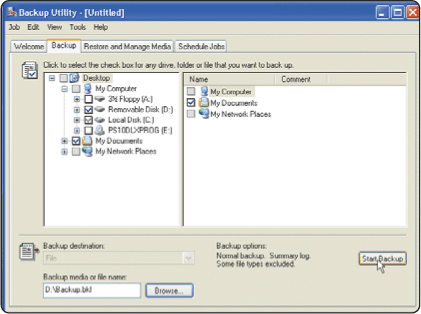 Backup Utility - [Untitled]
Job Edit View Tools Help
Welcome Backup Restore and Manage Media Schedule Jobs
Click to select the check box for any drive, folder or file that you want to back up.
Desktop
My Computer
3½ Floppy (A:)
Removable Disk (D:)
Local Disk (C:)
PS10DLXPROG (E:)
My Documents
My Network Places
Name Comment
My Computer
My Documents
My Network Places
Backup destination:
File
Backup media or file name:
D:\Backup.bkf
Browse...
Backup options:
Normal backup. Summary log.
Some file types excluded.
Start Backup